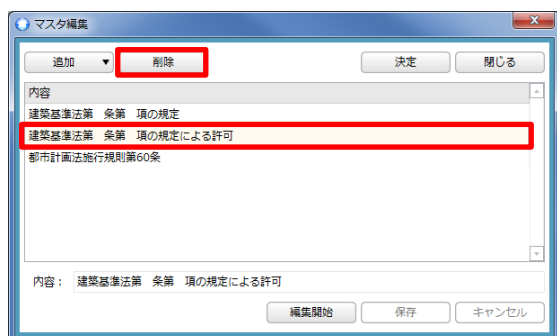 マスタ編集
追加 ▼ 削除 決定 閉じる
内容
建築基準法第　条第　項の規定
建築基準法第　条第　項の規定による許可
都市計画法施行規則第60条
内容： 建築基準法第　条第　項の規定による許可
編集開始 保存 キャンセル